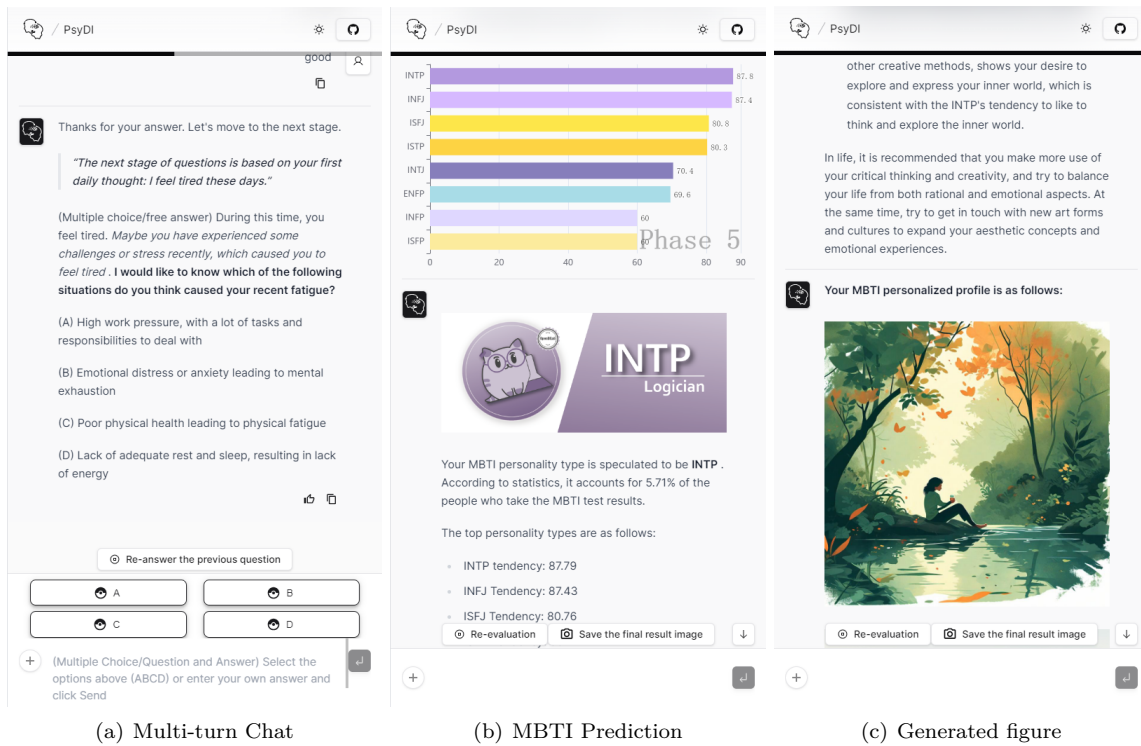 / PsyDI
good
Thanks for your answer. Let's move to the next stage.
"The next stage of questions is based on your first
daily thought: I feel tired these days."
(Multiple choice/free answer) During this time, you
feel tired. Maybe you have experienced some
challenges or stress recently, which caused you to
feel tired . I would like to know which of the following
situations do you think caused your recent fatigue?
(A) High work pressure, with a lot of tasks and
responsibilities to deal with
(B) Emotional distress or anxiety leading to mental
exhaustion
(C) Poor physical health leading to physical fatigue
(D) Lack of adequate rest and sleep, resulting in lack
of energy
Re-answer the previous question
A
B
C
D
(Multiple Choice/Question and Answer) Select the
options above (ABCD) or enter your own answer and
click Send
(a) Multi-turn Chat
/ PsyDI
INTP 87.8
INFJ 87.4
ISFJ 80.8
ISTP 80.3
INTJ 70.4
ENFP 69.6
INFP 60
ISFP 60
Phase 5
0 20 40 60 80 90
INTP
Logician
Your MBTI personality type is speculated to be INTP .
According to statistics, it accounts for 5.71% of the
people who take the MBTI test results.
The top personality types are as follows:
INTP tendency: 87.79
INFJ Tendency: 87.43
ISFJ Tendency: 80.76
Re-evaluation
Save the final result image
(b) MBTI Prediction
/ PsyDI
other creative methods, shows your desire to
explore and express your inner world, which is
consistent with the INTP's tendency to like to
think and explore the inner world.
In life, it is recommended that you make more use of
your critical thinking and creativity, and try to balance
your life from both rational and emotional aspects. At
the same time, try to get in touch with new art forms
and cultures to expand your aesthetic concepts and
emotional experiences.
Your MBTI personalized profile is as follows:
Re-evaluation
Save the final result image
(c) Generated figure